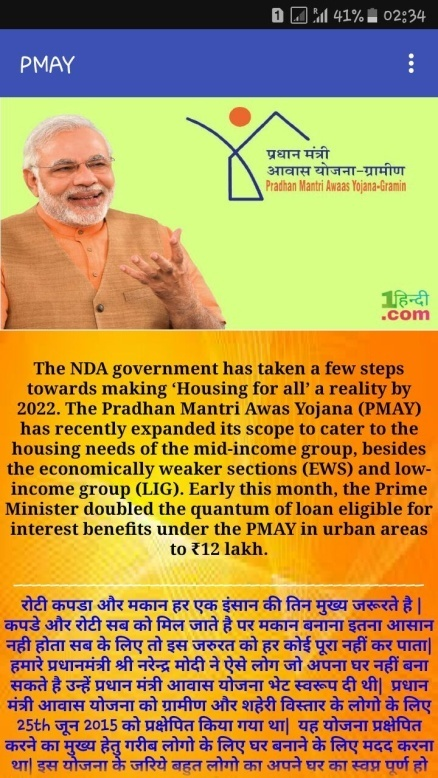 1 41% 02:34
PMAY
प्रधान मंत्री
आवास योजना-ग्रामीण
Pradhan Mantri Awaas Yojana-Gramin
1हिन्दी
.com
The NDA government has taken a few steps
towards making ‘Housing for all’ a reality by
2022. The Pradhan Mantri Awas Yojana (PMAY)
has recently expanded its scope to cater to the
housing needs of the mid-income group, besides
the economically weaker sections (EWS) and low-
income group (LIG). Early this month, the Prime
Minister doubled the quantum of loan eligible for
interest benefits under the PMAY in urban areas
to ₹12 lakh.
रोटी कपडा और मकान हर एक इंसान की तिन मुख्य जरूरते है |
कपडे और रोटी सब को मिल जाते है पर मकान बनाना इतना आसान
नही होता सब के लिए तो इस जरुरत को हर कोई पूरा नहीं कर पाता|
हमारे प्रधानमंत्री श्री नरेन्द्र मोदी ने ऐसे लोग जो अपना घर नहीं बना
सकते है उन्हें प्रधान मंत्री आवास योजना भेट स्वरूप दी थी| प्रधान
मंत्री आवास योजना को ग्रामीण और शहेरी विस्तार के लोगो के लिए
25th जून 2015 को प्रक्षेपित किया गया था| यह योजना प्रक्षेपित
करने का मुख्य हेतु गरीब लोगो के लिए घर बनाने के लिए मदद करना
था| इस योजना के जरिये बहुत लोगो का अपने घर का स्वप्न पूर्ण हो